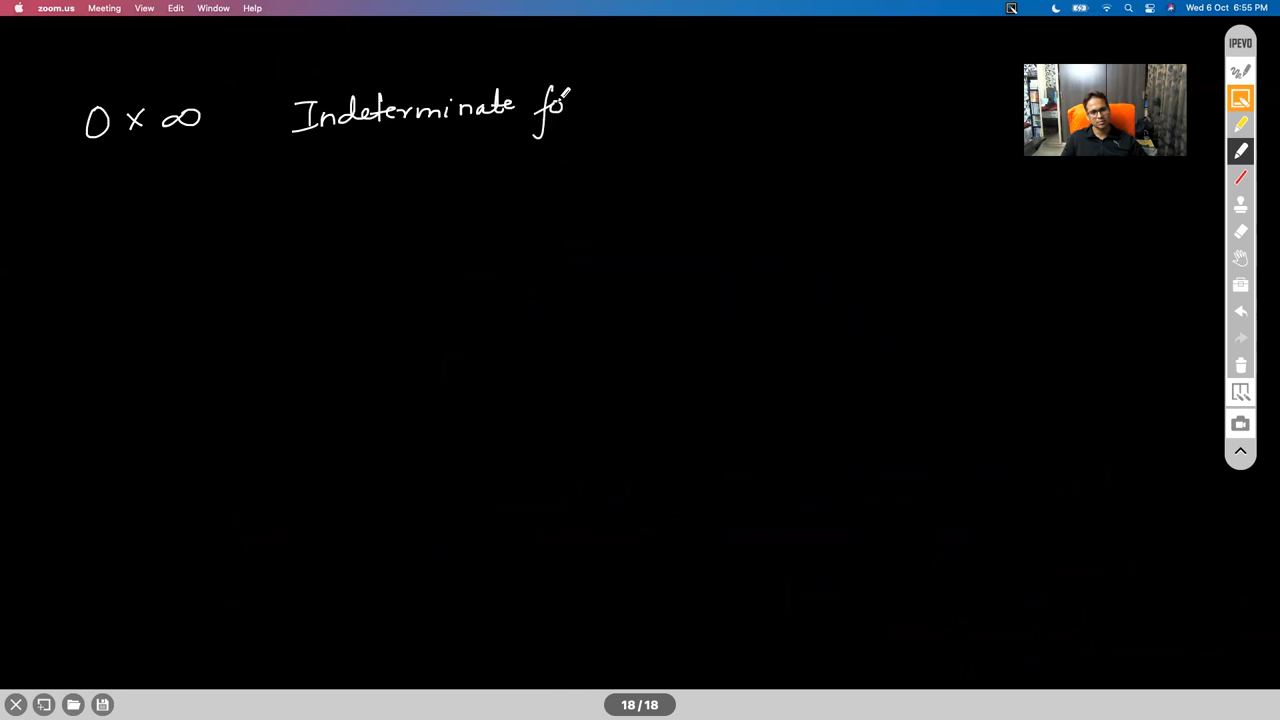 zoom.us Meeting View Edit Window Help Wed 6 Oct 6:55 PM
IPEVO
0 × ∞ Indeterminate fo
18/18